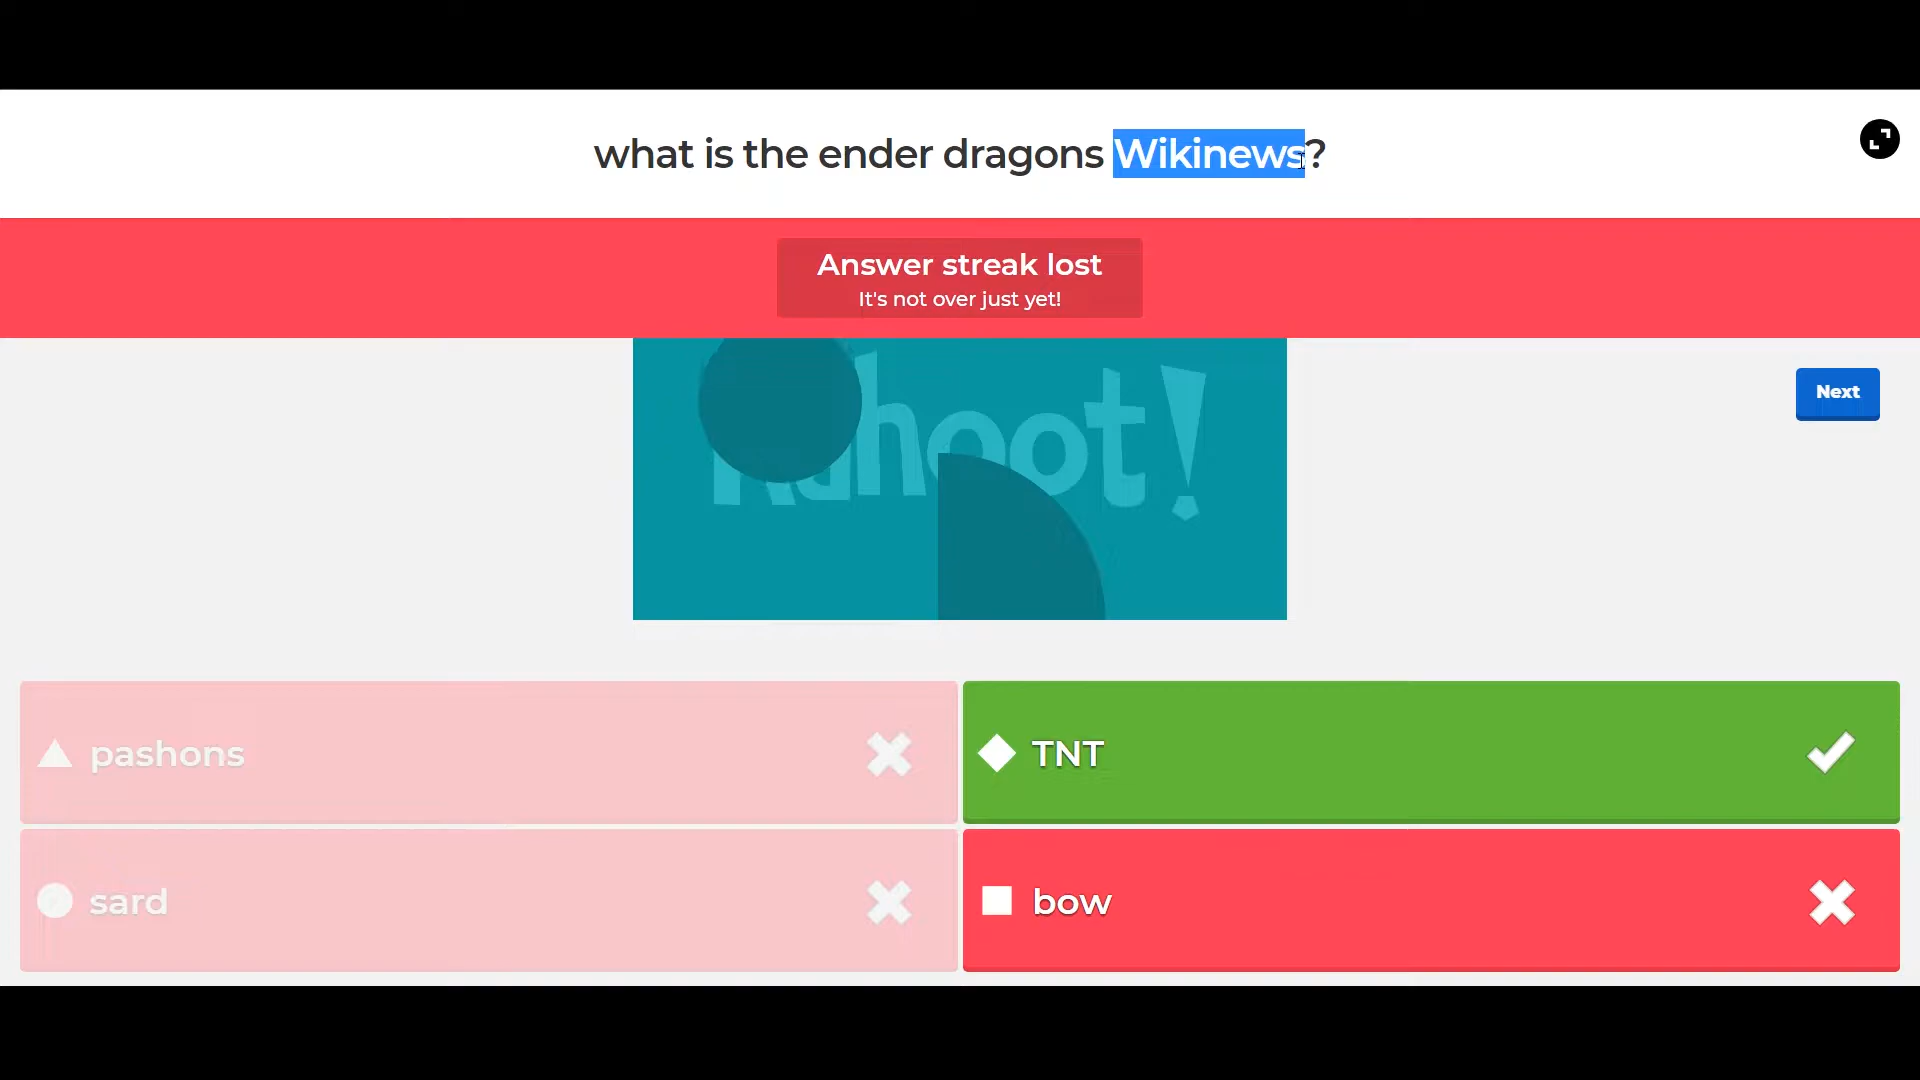 what is the ender dragons Wikinews?
Answer streak lost
It's not over just yet!
Kahoot!
Next
pashons
TNT
sard
bow